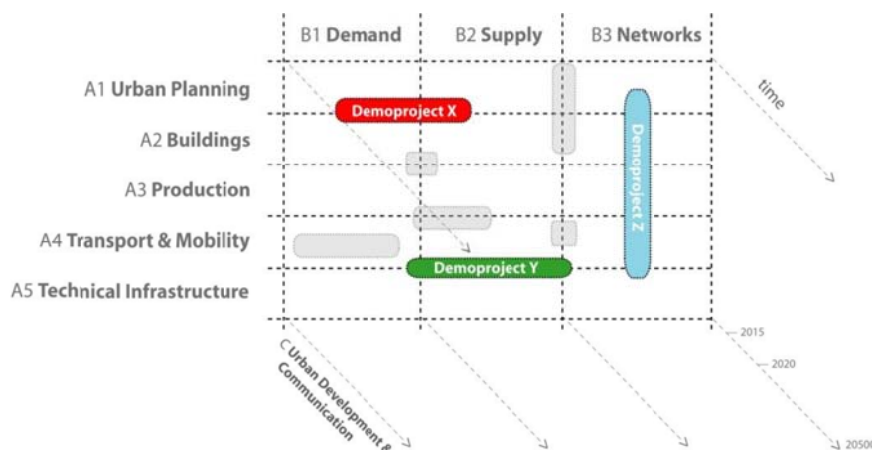 B1 Demand
B2 Supply
B3 Networks
time
A1 Urban Planning
Demoproject X
A2 Buildings
Demoproject Z
A3 Production
A4 Transport & Mobility
Demoproject Y
A5 Technical Infrastructure
2015
2020
C Urban Development &
Communication
20500